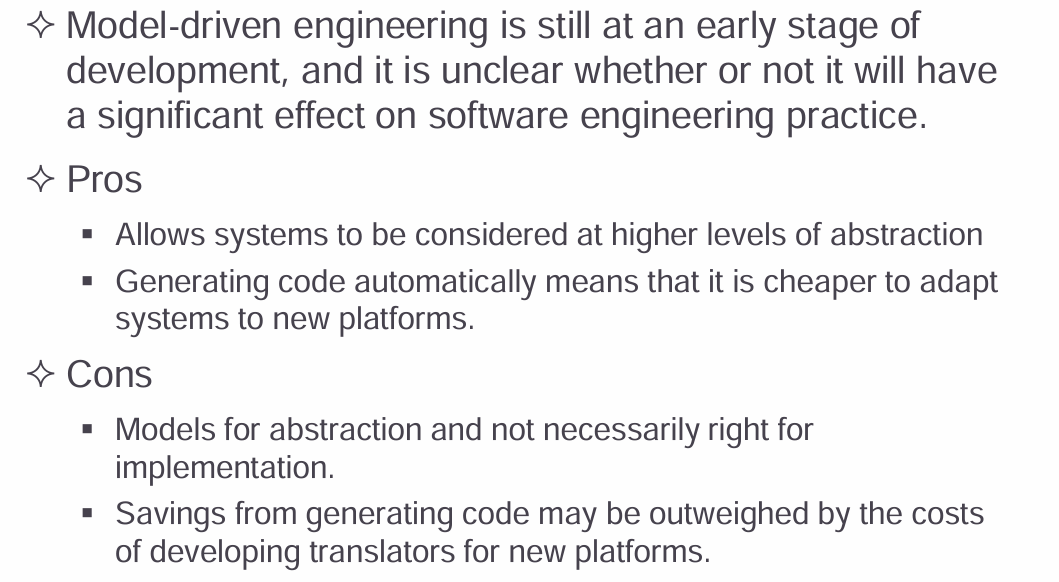 ✧ Model-driven engineering is still at an early stage of
development, and it is unclear whether or not it will have
a significant effect on software engineering practice.
✧ Pros
▪ Allows systems to be considered at higher levels of abstraction
▪ Generating code automatically means that it is cheaper to adapt
systems to new platforms.
✧ Cons
▪ Models for abstraction and not necessarily right for
implementation.
▪ Savings from generating code may be outweighed by the costs
of developing translators for new platforms.